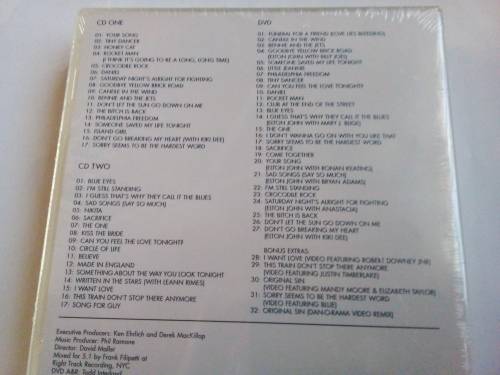 CD ONE
01: YOUR SONG
02: TINY DANCER
03: HONKY CAT
04: ROCKET MAN
(I THINK IT'S GOING TO BE A LONG, LONG TIME)
05: CROCODILE ROCK
06: DANIEL
07: SATURDAY NIGHT'S ALRIGHT FOR FIGHTING
08: GOODBYE YELLOW BRICK ROAD
09: CANDLE IN THE WIND
10: BENNIE AND THE JETS
11: DON'T LET THE SUN GO DOWN ON ME
12: THE BITCH IS BACK
13: PHILADELPHIA FREEDOM
14: SOMEONE SAVED MY LIFE TONIGHT
15: ISLAND GIRL
16: DON'T GO BREAKING MY HEART (WITH KIKI DEE)
17: SORRY SEEMS TO BE THE HARDEST WORD
CD TWO
01: BLUE EYES
02: I'M STILL STANDING
03: I GUESS THAT'S WHY THEY CALL IT THE BLUES
04: SAD SONGS (SAY SO MUCH)
05: NIKITA
06: SACRIFICE
07: THE ONE
08: KISS THE BRIDE
09: CAN YOU FEEL THE LOVE TONIGHT?
10: CIRCLE OF LIFE
11: BELIEVE
12: MADE IN ENGLAND
13: SOMETHING ABOUT THE WAY YOU LOOK TONIGHT
14: WRITTEN IN THE STARS (WITH LEANN RIMES)
15: I WANT LOVE
16: THIS TRAIN DON'T STOP THERE ANYMORE
17: SONG FOR GUY
DVD
01: FUNERAL FOR A FRIEND (LOVE LIES BLEEDING)
02: CANDLE IN THE WIND
03: BENNIE AND THE JETS
04: GOODBYE YELLOW BRICK ROAD
(ELTON JOHN WITH BILLY JOEL)
05: SOMEONE SAVED MY LIFE TONIGHT
06: LITTLE JEANNIE
07: PHILADELPHIA FREEDOM
08: TINY DANCER
09: CAN YOU FEEL THE LOVE TONIGHT?
10: DANIEL
11: ROCKET MAN
12: CLUB AT THE END OF THE STREET
13: BLUE EYES
14: I GUESS THAT'S WHY THEY CALL IT THE BLUES
(ELTON JOHN WITH MARY J. BLIGE)
15: THE ONE
16: I DON'T WANNA GO ON WITH YOU LIKE THAT
17: SORRY SEEMS TO BE THE HARDEST WORD
18: SACRIFICE
19: COME TOGETHER
20: YOUR SONG
(ELTON JOHN WITH RONAN KEATING)
21: SAD SONGS (SAY SO MUCH)
(ELTON JOHN WITH BRYAN ADAMS)
22: I'M STILL STANDING
23: CROCODILE ROCK
24: SATURDAY NIGHT'S ALRIGHT FOR FIGHTING
(ELTON JOHN WITH ANASTACIA)
25: THE BITCH IS BACK
26: DON'T LET THE SUN GO DOWN ON ME
27: DON'T GO BREAKING MY HEART
(ELTON JOHN WITH KIKI DEE)
BONUS EXTRAS:
28: I WANT LOVE (VIDEO FEATURING ROBERT DOWNEY JNR)
29: THIS TRAIN DON'T STOP THERE ANYMORE
(VIDEO FEATURING JUSTIN TIMBERLAKE)
30: ORIGINAL SIN
(VIDEO FEATURING MANDY MOORE & ELIZABETH TAYLOR)
31: SORRY SEEMS TO BE THE HARDEST WORD
(VIDEO FEATURING BLUE)
32: ORIGINAL SIN (DAN-O-RAMA VIDEO REMIX)
Executive Producers: Ken Ehrlich and Derek MacKillop
Music Producer: Phil Ramone
Director: David Mallet
Mixed for 5.1 by Frank Filipetti at
Right Track Recording, NYC
DVD A&R: Todd